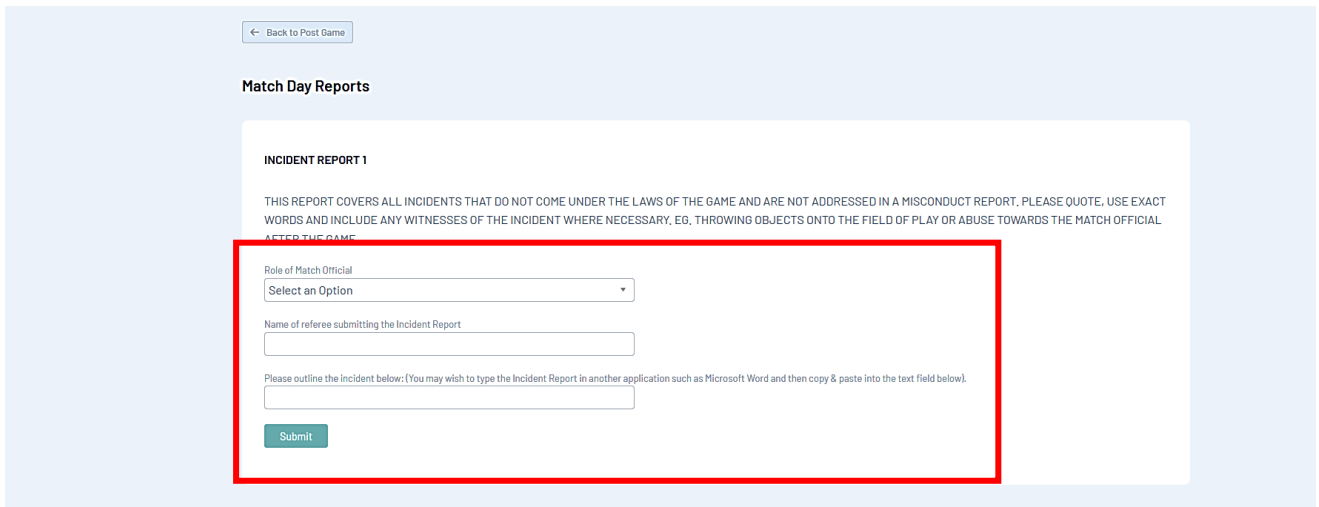 ← Back to Post Game
Match Day Reports
INCIDENT REPORT 1
THIS REPORT COVERS ALL INCIDENTS THAT DO NOT COME UNDER THE LAWS OF THE GAME AND ARE NOT ADDRESSED IN A MISCONDUCT REPORT. PLEASE QUOTE, USE EXACT
WORDS AND INCLUDE ANY WITNESSES OF THE INCIDENT WHERE NECESSARY. EG. THROWING OBJECTS ONTO THE FIELD OF PLAY OR ABUSE TOWARDS THE MATCH OFFICIAL
AFTER THE GAME
Role of Match Official
Select an Option
Name of referee submitting the Incident Report
Please outline the incident below: (You may wish to type the Incident Report in another application such as Microsoft Word and then copy & paste into the text field below).
Submit